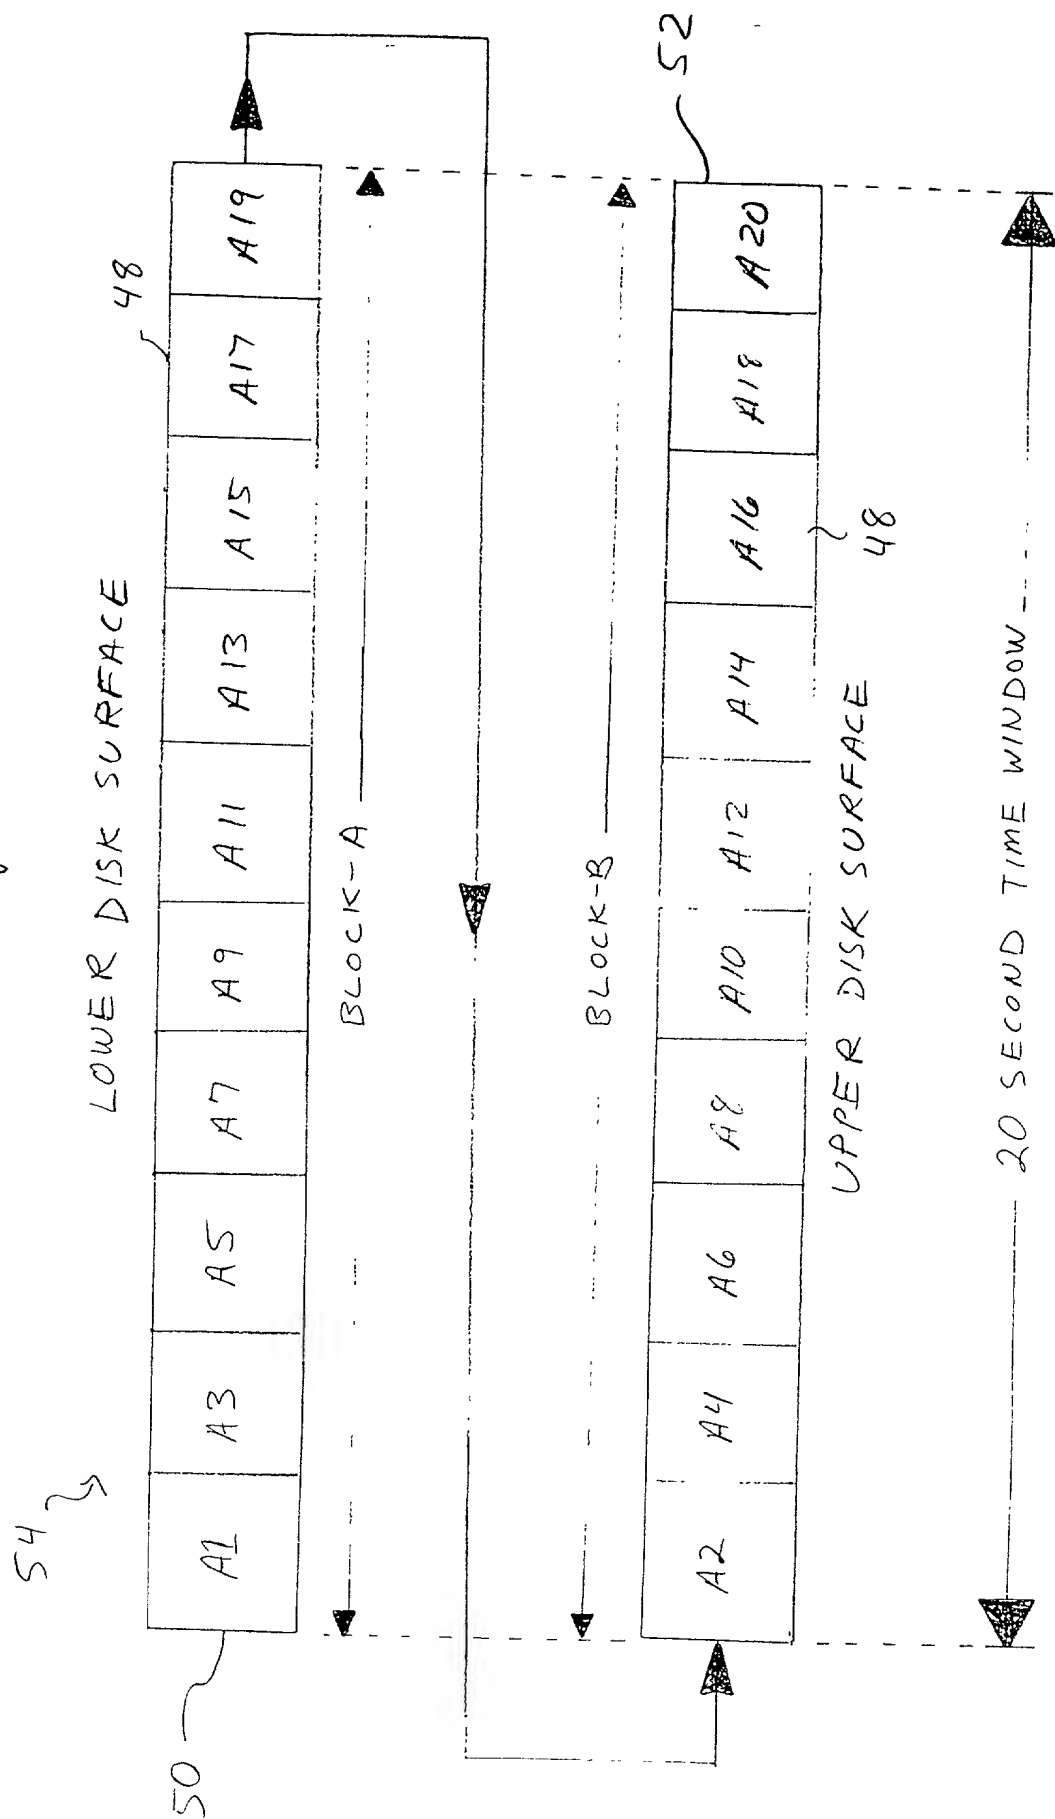 54
LOWER DISK SURFACE
48
50
A1 A3 A5 A7 A9 A11 A13 A15 A17 A19
BLOCK-A
BLOCK-B
52
A2 A4 A6 A8 A10 A12 A14 A16 A18 A20
48
UPPER DISK SURFACE
20 SECOND TIME WINDOW